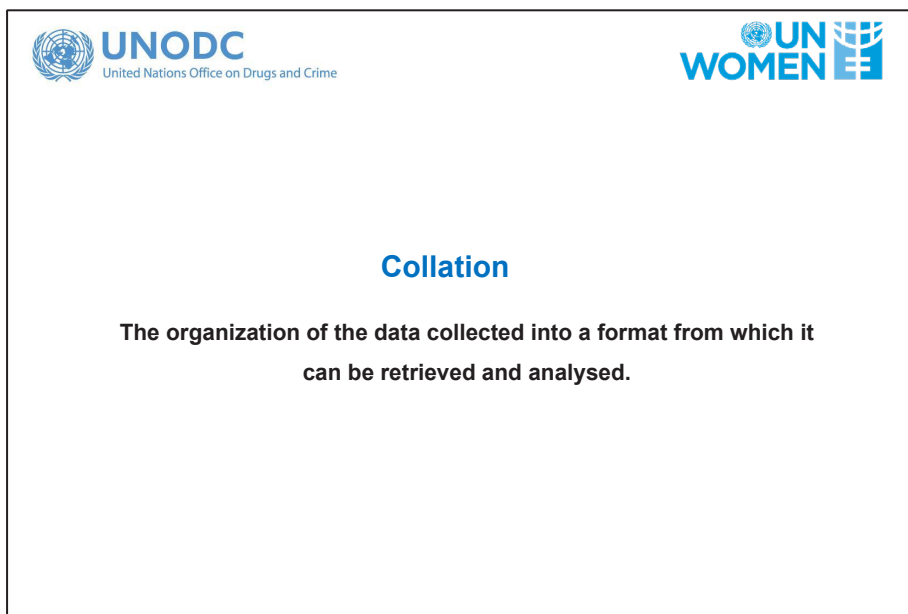 UNODC
United Nations Office on Drugs and Crime
UN
WOMEN
Collation
The organization of the data collected into a format from which it
can be retrieved and analysed.